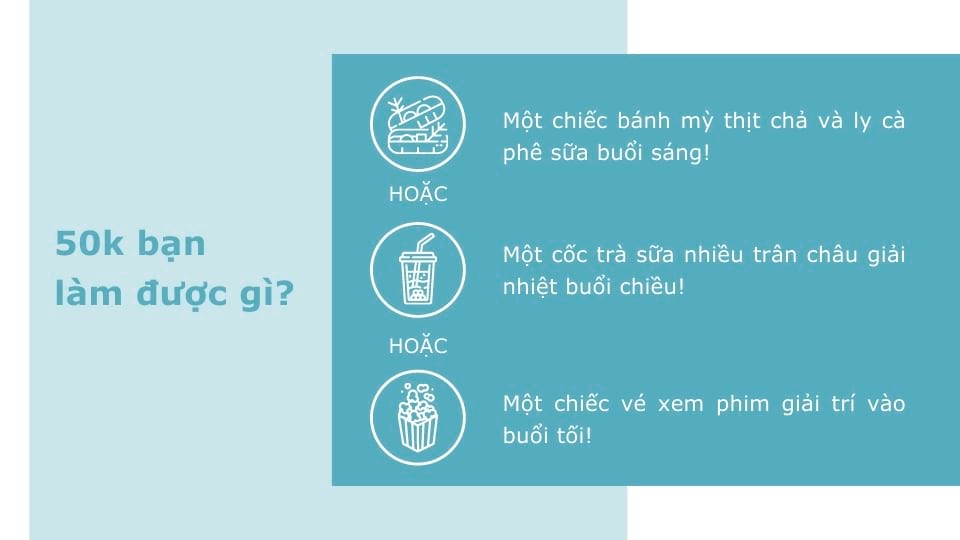 50k bạn
làm được gì?
Một chiếc bánh mỳ thịt chả và ly cà
phê sữa buổi sáng!
HOẶC
Một cốc trà sữa nhiều trân châu giải
nhiệt buổi chiều!
HOẶC
Một chiếc vé xem phim giải trí vào
buổi tối!